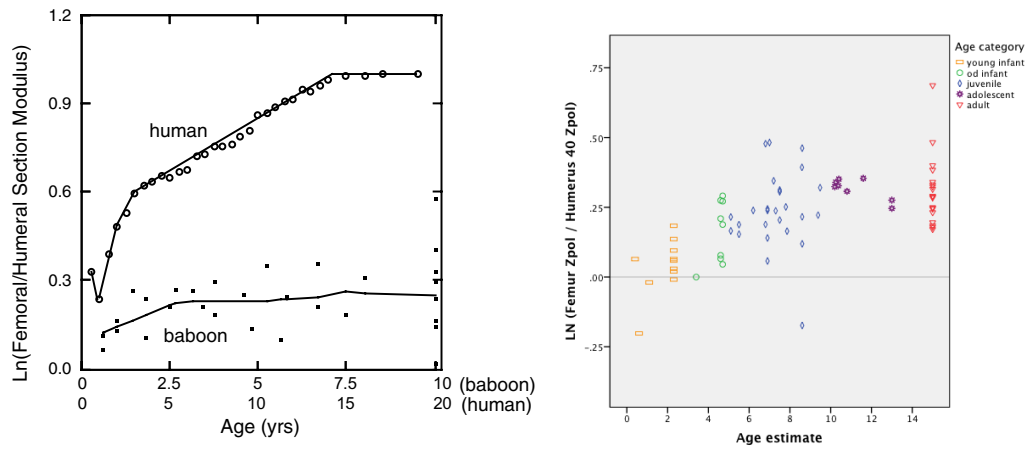 Ln(Femoral/Humeral Section Modulus)
1.2
0.9
0.6
0.3
0.0
human
baboon
0 2.5 5 7.5 10 (baboon)
0 5 10 15 20 (human)
Age (yrs)
LN (Femur Zpol / Humerus 40 Zpol)
.75
.50
.25
.00
-.25
0 2 4 6 8 10 12 14
Age estimate
Age category
young infant
od infant
juvenile
adolescent
adult